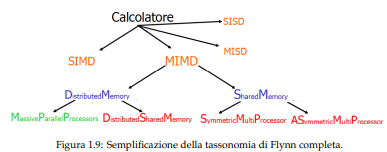 Calcolatore
SISD
MISD
SIMD
MIMD
DistributedMemory
SharedMemory
MassiveParallelProcessors
DistributedSharedMemory
SymmetricMultiProcessor
ASymmetricMultiProcessor
Figura 1.9: Semplificazione della tassonomia di Flynn completa.